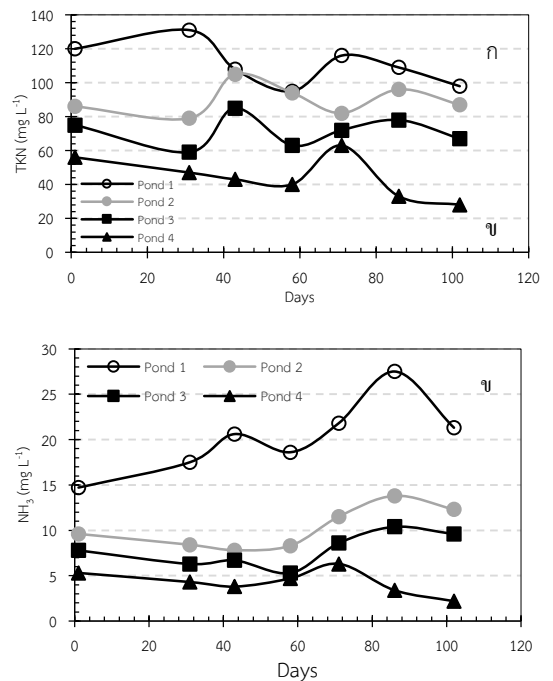 140
120
100
80
60
40
20
0
TKN (mg L⁻¹)
ก
Pond 1
Pond 2
Pond 3
Pond 4
ข
0 20 40 60 80 100 120
Days
30
25
20
15
10
5
0
NH₃ (mg L⁻¹)
Pond 1 Pond 2
Pond 3 Pond 4
ข
0 20 40 60 80 100 120
Days